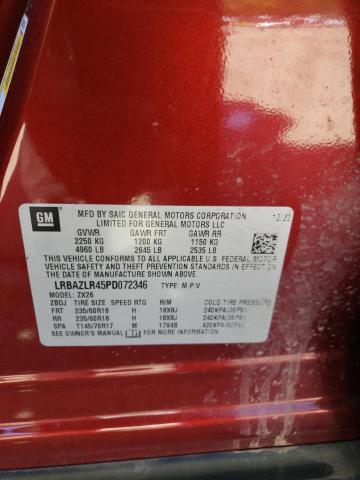 GM
MFD BY SAIC GENERAL MOTORS CORPORATION 12/22
LIMITED FOR GENERAL MOTORS LLC
GVWR GAWR FRT GAWR RR
2250 KG 1200 KG 1150 KG
4960 LB 2645 LB 2535 LB
THIS VEHICLE CONFORMS TO ALL APPLICABLE U.S. FEDERAL MOTOR
VEHICLE SAFETY, BUMPER, AND THEFT PREVENTION STANDARDS
IN EFFECT ON THE DATE OF MANUFACTURE SHOWN ABOVE.
LRBAZLR45PD072346 TYPE: M.P.V
MODEL: ZX26
ZBDJ TIRE SIZE SPEED RTG RIM COLD TIRE PRESSURE
FRT 235/60R18 H 18X8J 240KPA(35PSI)
RR 235/60R18 H 18X8J 240KPA(35PSI)
SPA T145/70R17 M 17X4B 420KPA(60PSI)
SEE OWNER'S MANUAL FOR ADDITIONAL INFORMATION